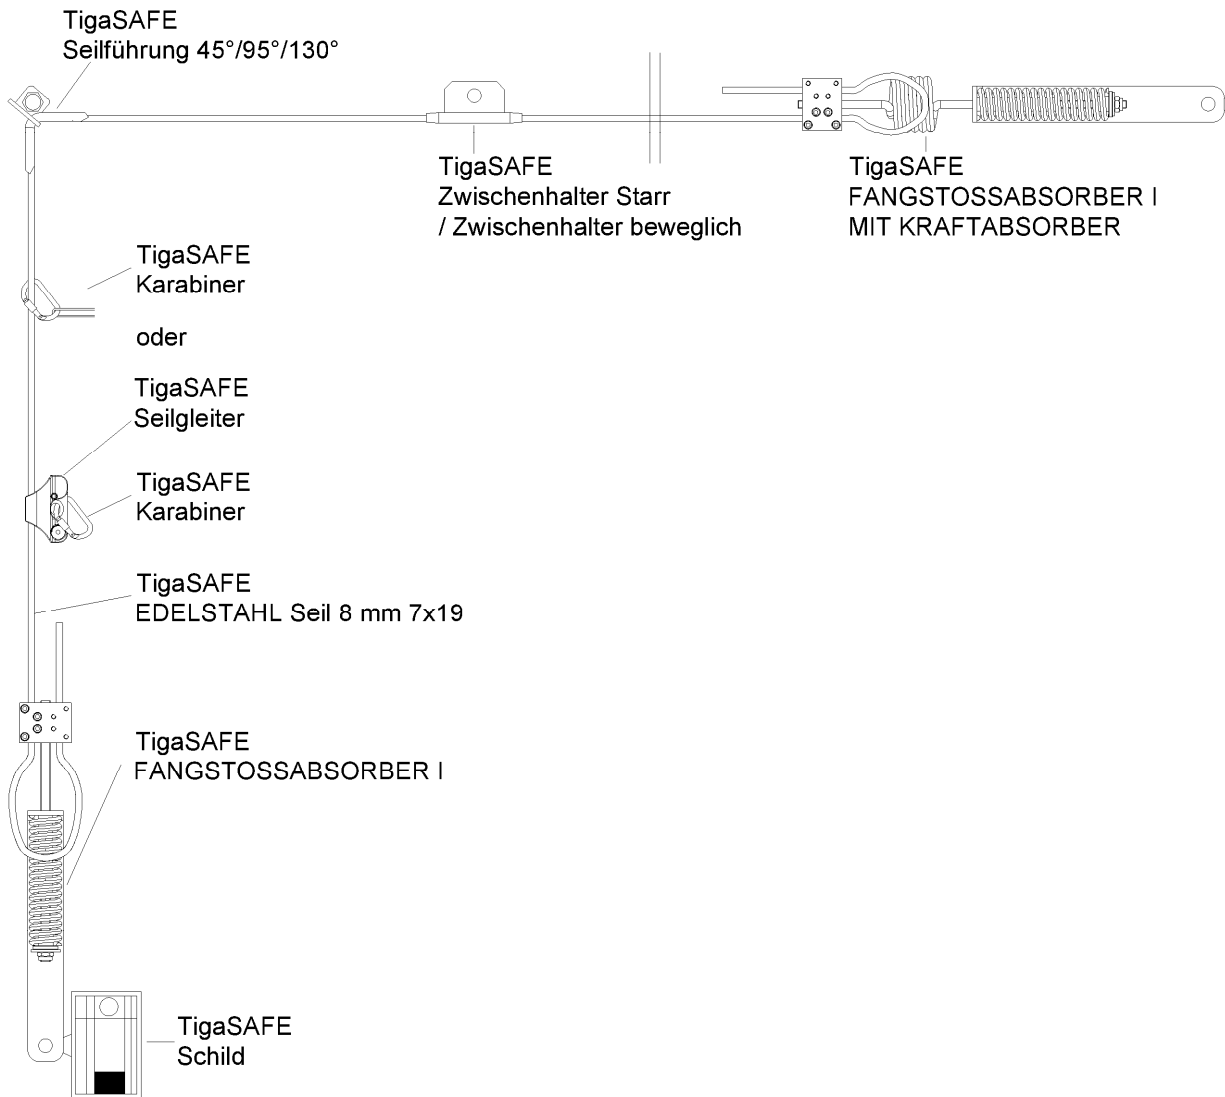 TigaSAFE
Seilführung 45°/95°/130°
TigaSAFE
Zwischenhalter Starr
/ Zwischenhalter beweglich
TigaSAFE
FANGSTOSSABSORBER I
MIT KRAFTABSORBER
TigaSAFE
Karabiner
oder
TigaSAFE
Seilgleiter
TigaSAFE
Karabiner
TigaSAFE
EDELSTAHL Seil 8 mm 7x19
TigaSAFE
FANGSTOSSABSORBER I
TigaSAFE
Schild